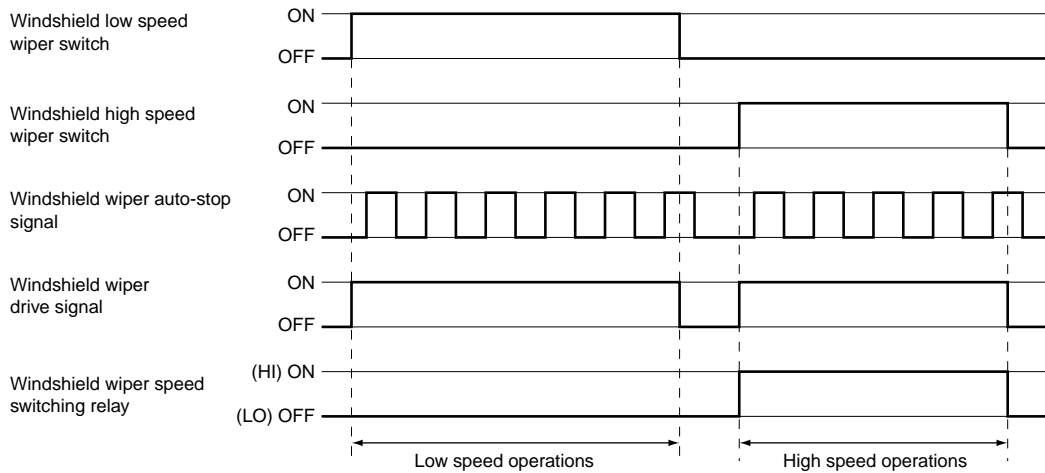 Windshield low speed
wiper switch
ON
OFF
Windshield high speed
wiper switch
ON
OFF
Windshield wiper auto-stop
signal
ON
OFF
Windshield wiper
drive signal
ON
OFF
Windshield wiper speed
switching relay
(HI) ON
(LO) OFF
Low speed operations
High speed operations